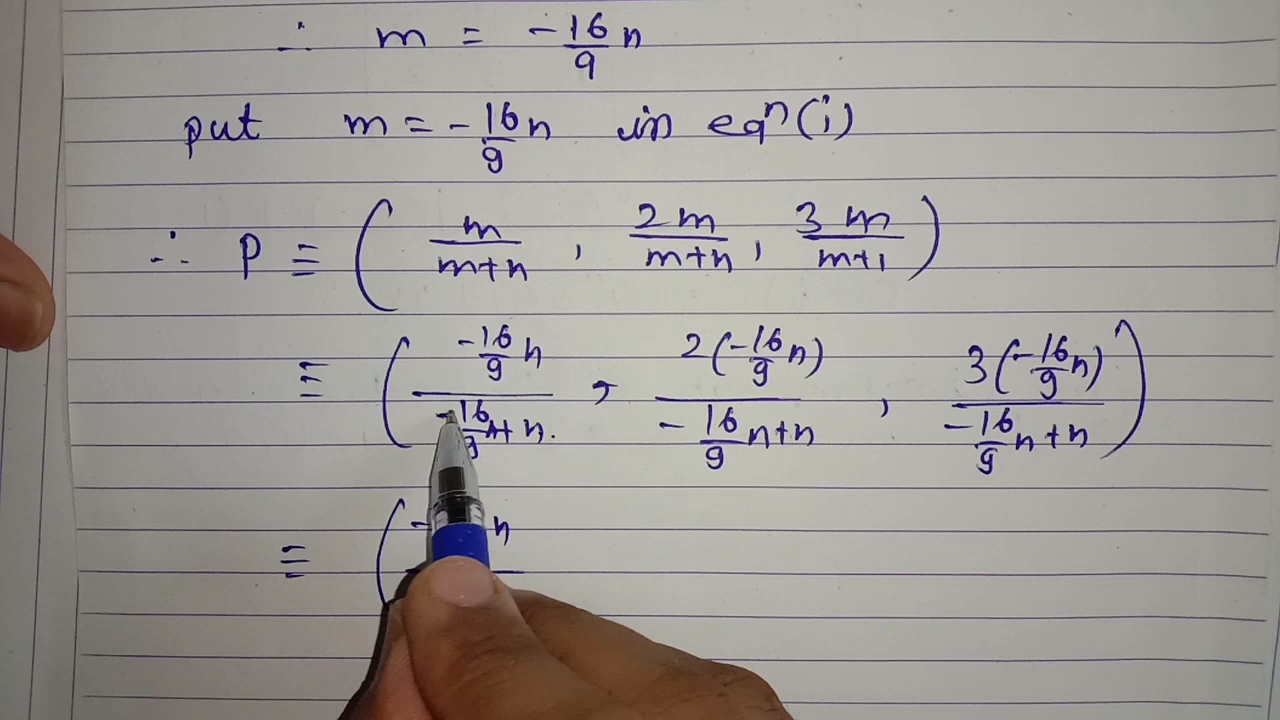 ∴ m = -16/9 n
put m = -16/9 n in eqⁿ(i)
∴ P ≡ ( m/m+n , 2m/m+n , 3m/m+1 )
≡ ( -16/9 n / -16/9 n+n . , 2(-16/9 n) / -16/9 n+n , 3(-16/9 n) / -16/9 n+n )
≡ ( - n